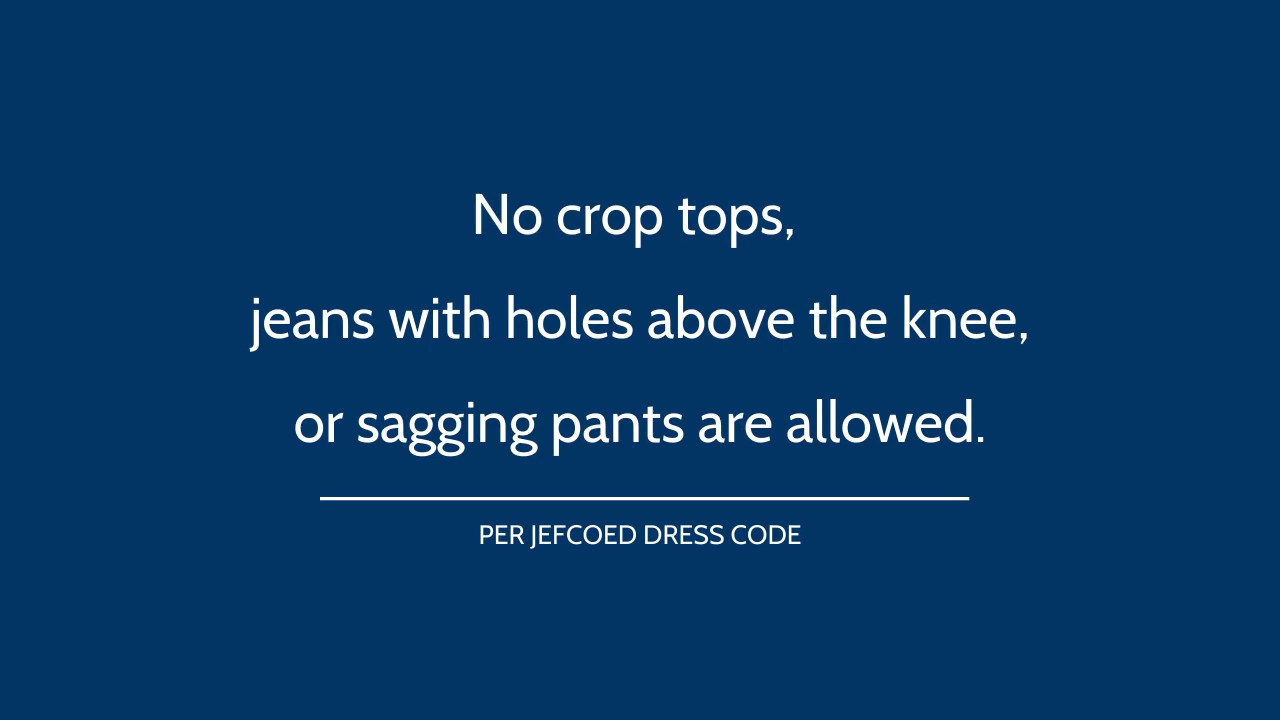 No crop tops,
jeans with holes above the knee,
or sagging pants are allowed.
PER JEFCOED DRESS CODE